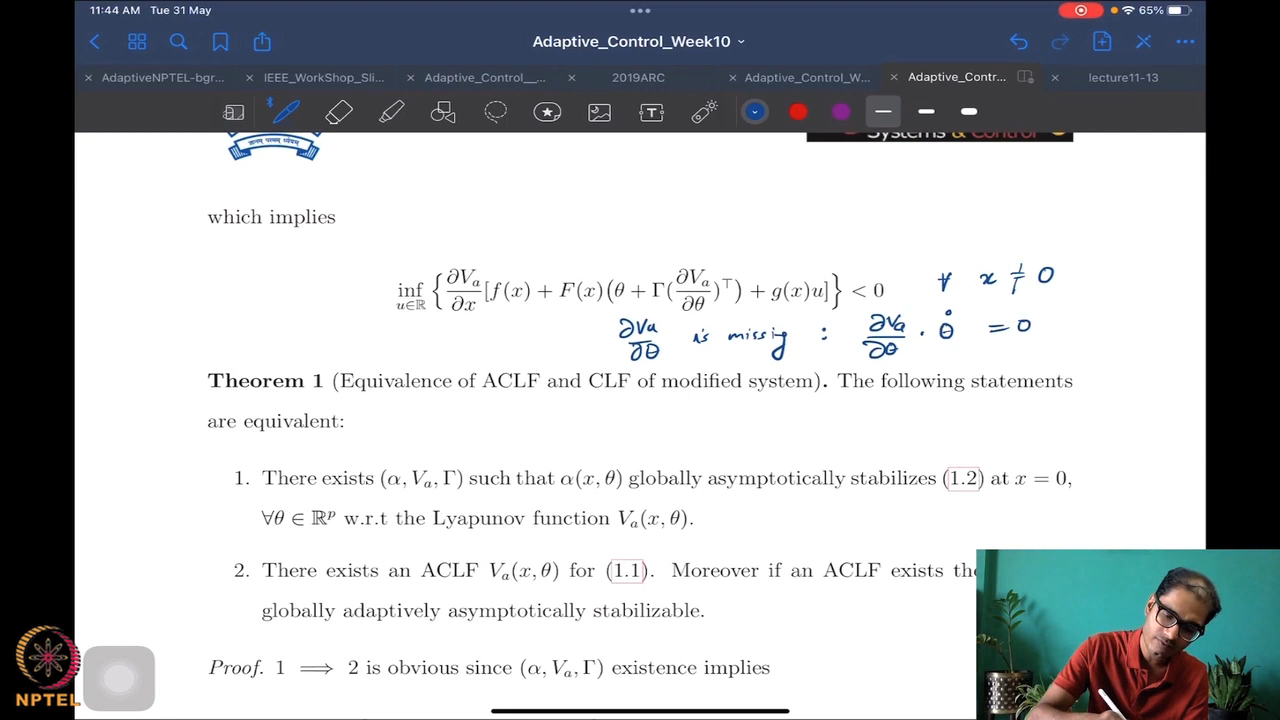 11:44 AM Tue 31 May
65%
Adaptive_Control_Week10
AdaptiveNPTEL-bgr...
IEEE_WorkShop_Sli...
Adaptive_Control__...
2019ARC
Adaptive_Control_W...
Adaptive_Contr...
lecture11-13
ज्ञानम् परमम् ध्येयम्
Systems & Control
which implies
inf_{u∈ℝ} { ∂V_a/∂x [f(x) + F(x)(θ + Γ(∂V_a/∂θ)^⊤) + g(x)u] } < 0 ∀ x ≠ 0
∂Va/∂θ is missing : ∂Va/∂θ · θ̇ = 0
Theorem 1 (Equivalence of ACLF and CLF of modified system). The following statements
are equivalent:
1. There exists (α, V_a, Γ) such that α(x, θ) globally asymptotically stabilizes (1.2) at x = 0,
∀θ ∈ ℝ^p w.r.t the Lyapunov function V_a(x, θ).
2. There exists an ACLF V_a(x, θ) for (1.1). Moreover if an ACLF exists
globally adaptively asymptotically stabilizable.
Proof. 1 ⟹ 2 is obvious since (α, V_a, Γ) existence implies
NPTEL